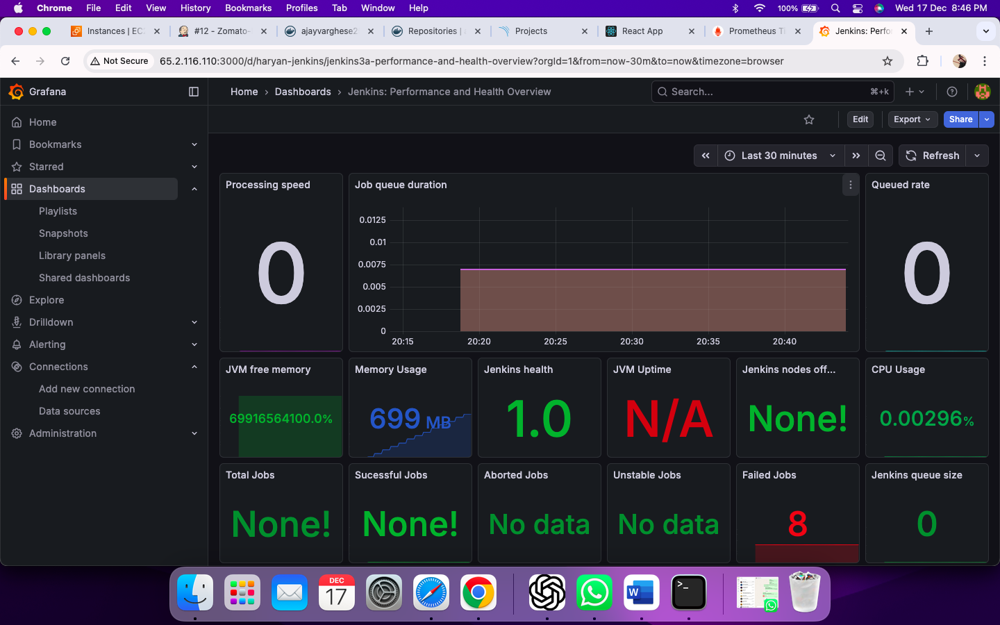 Chrome File Edit View History Bookmarks Profiles Tab Window Help 100% Wed 17 Dec 8:46 PM
Instances | EC #12 - Zomato- ajayvarghese2 Repositories | Projects React App Prometheus Ti Jenkins: Perfo
Not Secure 65.2.116.110:3000/d/haryan-jenkins/jenkins3a-performance-and-health-overview?orgId=1&from=now-30m&to=now&timezone=browser
Grafana
Home › Dashboards › Jenkins: Performance and Health Overview
Search... ⌘+k
Edit Export Share
Home
Bookmarks
Starred
Dashboards
Playlists
Snapshots
Library panels
Shared dashboards
Explore
Drilldown
Alerting
Connections
Add new connection
Data sources
Administration
Last 30 minutes Refresh
Processing speed
0
Job queue duration
0.0125
0.01
0.0075
0.005
0.0025
0
20:15 20:20 20:25 20:30 20:35 20:40
Queued rate
0
JVM free memory
69916564100.0%
Memory Usage
699 MB
Jenkins health
1.0
JVM Uptime
N/A
Jenkins nodes off...
None!
CPU Usage
0.00296%
Total Jobs
None!
Sucessful Jobs
None!
Aborted Jobs
No data
Unstable Jobs
No data
Failed Jobs
8
Jenkins queue size
0
DEC
17
W
>_